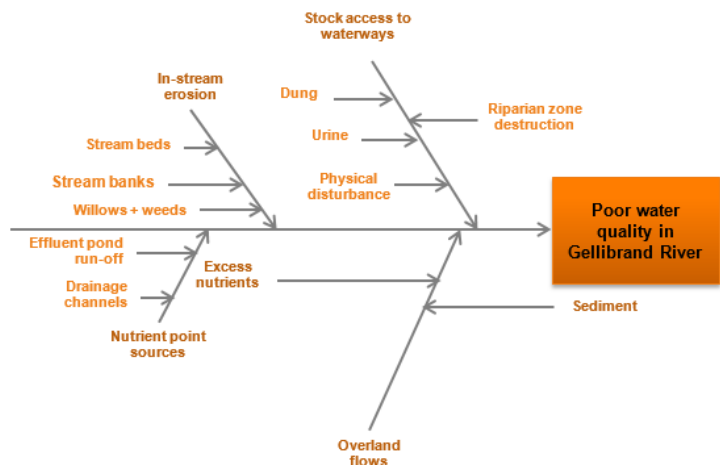 Stock access to
waterways
In-stream
erosion
Dung
Riparian zone
destruction
Urine
Stream beds
Physical
disturbance
Stream banks
Willows + weeds
Poor water
quality in
Gellibrand River
Effluent pond
run-off
Excess
nutrients
Drainage
channels
Sediment
Nutrient point
sources
Overland
flows